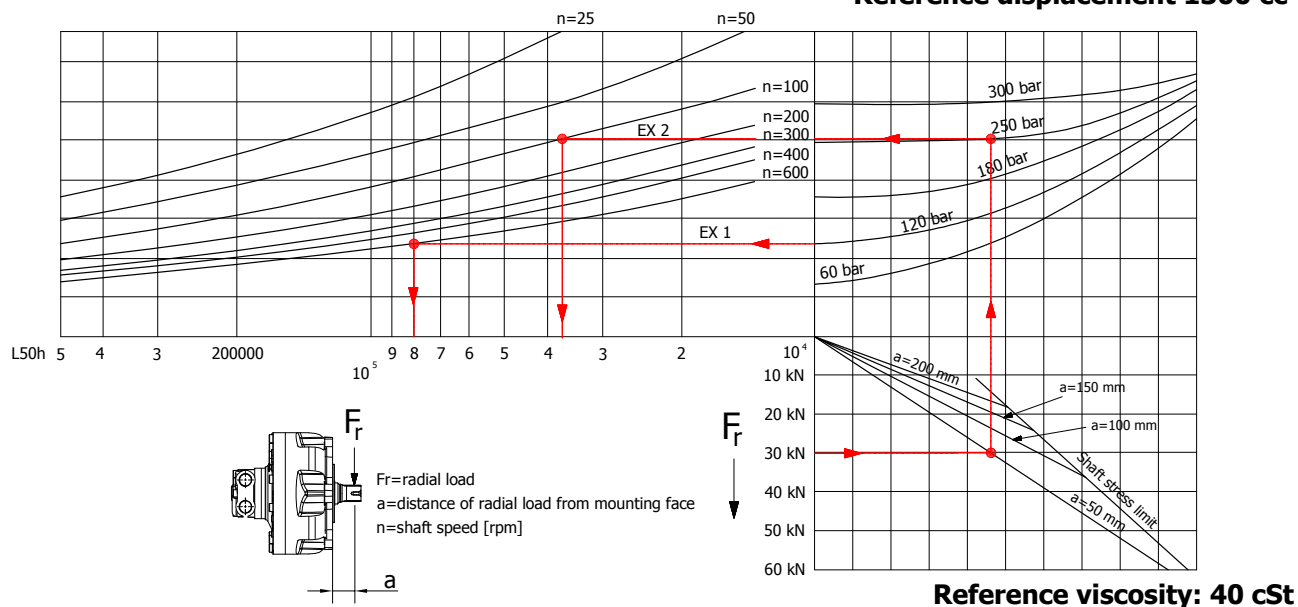 n=25
n=50
n=100
n=200
n=300
n=400
n=600
EX 2
EX 1
300 bar
250 bar
180 bar
120 bar
60 bar
L50h 5 4 3 200000 9 8 7 6 5 4 3 2 10⁴
10⁵
10 kN
20 kN
30 kN
40 kN
50 kN
60 kN
a=200 mm
a=150 mm
a=100 mm
a=50 mm
Shaft stress limit
Fr
Fr
Fr=radial load
a=distance of radial load from mounting face
n=shaft speed [rpm]
a
Reference viscosity: 40 cSt